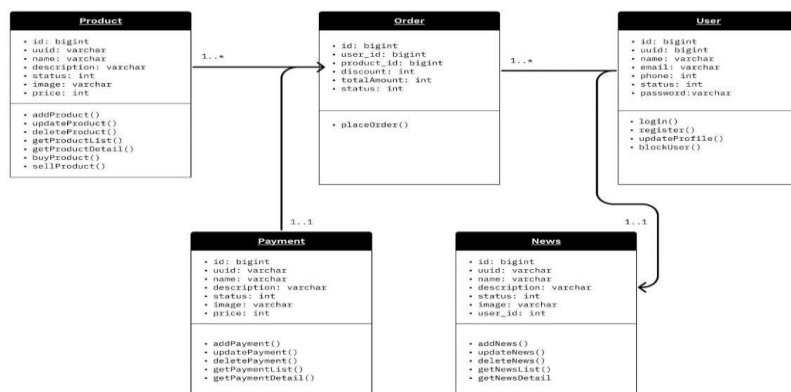 Product
• id: bigint
• uuid: varchar
• name: varchar
• description: varchar
• status: int
• image: varchar
• price: int
• addProduct()
• updateProduct()
• deleteProduct()
• getProductList()
• getProductDetail()
• buyProduct()
• sellProduct()
1..*
Order
• id: bigint
• user_id: bigint
• product_id: bigint
• discount: int
• totalAmount: int
• status: int
• placeOrder()
1..*
User
• id: bigint
• uuid: bigint
• name: varchar
• email: varchar
• phone: int
• status: int
• password:varchar
• login()
• register()
• updateProfile()
• blockUser()
1..1
Payment
• id: bigint
• uuid: varchar
• name: varchar
• description: varchar
• status: int
• image: varchar
• price: int
• addPayment()
• updatePayment()
• deletePayment()
• getPaymentList()
• getPaymentDetail()
1..1
News
• id: bigint
• uuid: varchar
• name: varchar
• description: varchar
• status: int
• image: varchar
• user_id: int
• addNews()
• updateNews()
• deleteNews()
• getNewsList()
• getNewsDetail